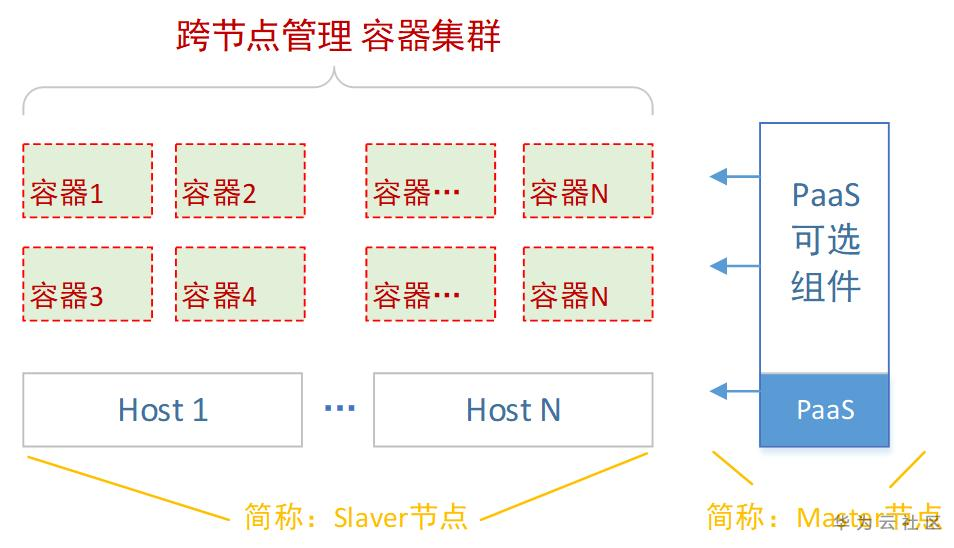 跨节点管理 容器集群
容器1
容器2
容器…
容器N
容器3
容器4
容器…
容器N
PaaS
可选
组件
Host 1
…
Host N
PaaS
简称：Slaver节点
简称：Master节点
华为云社区